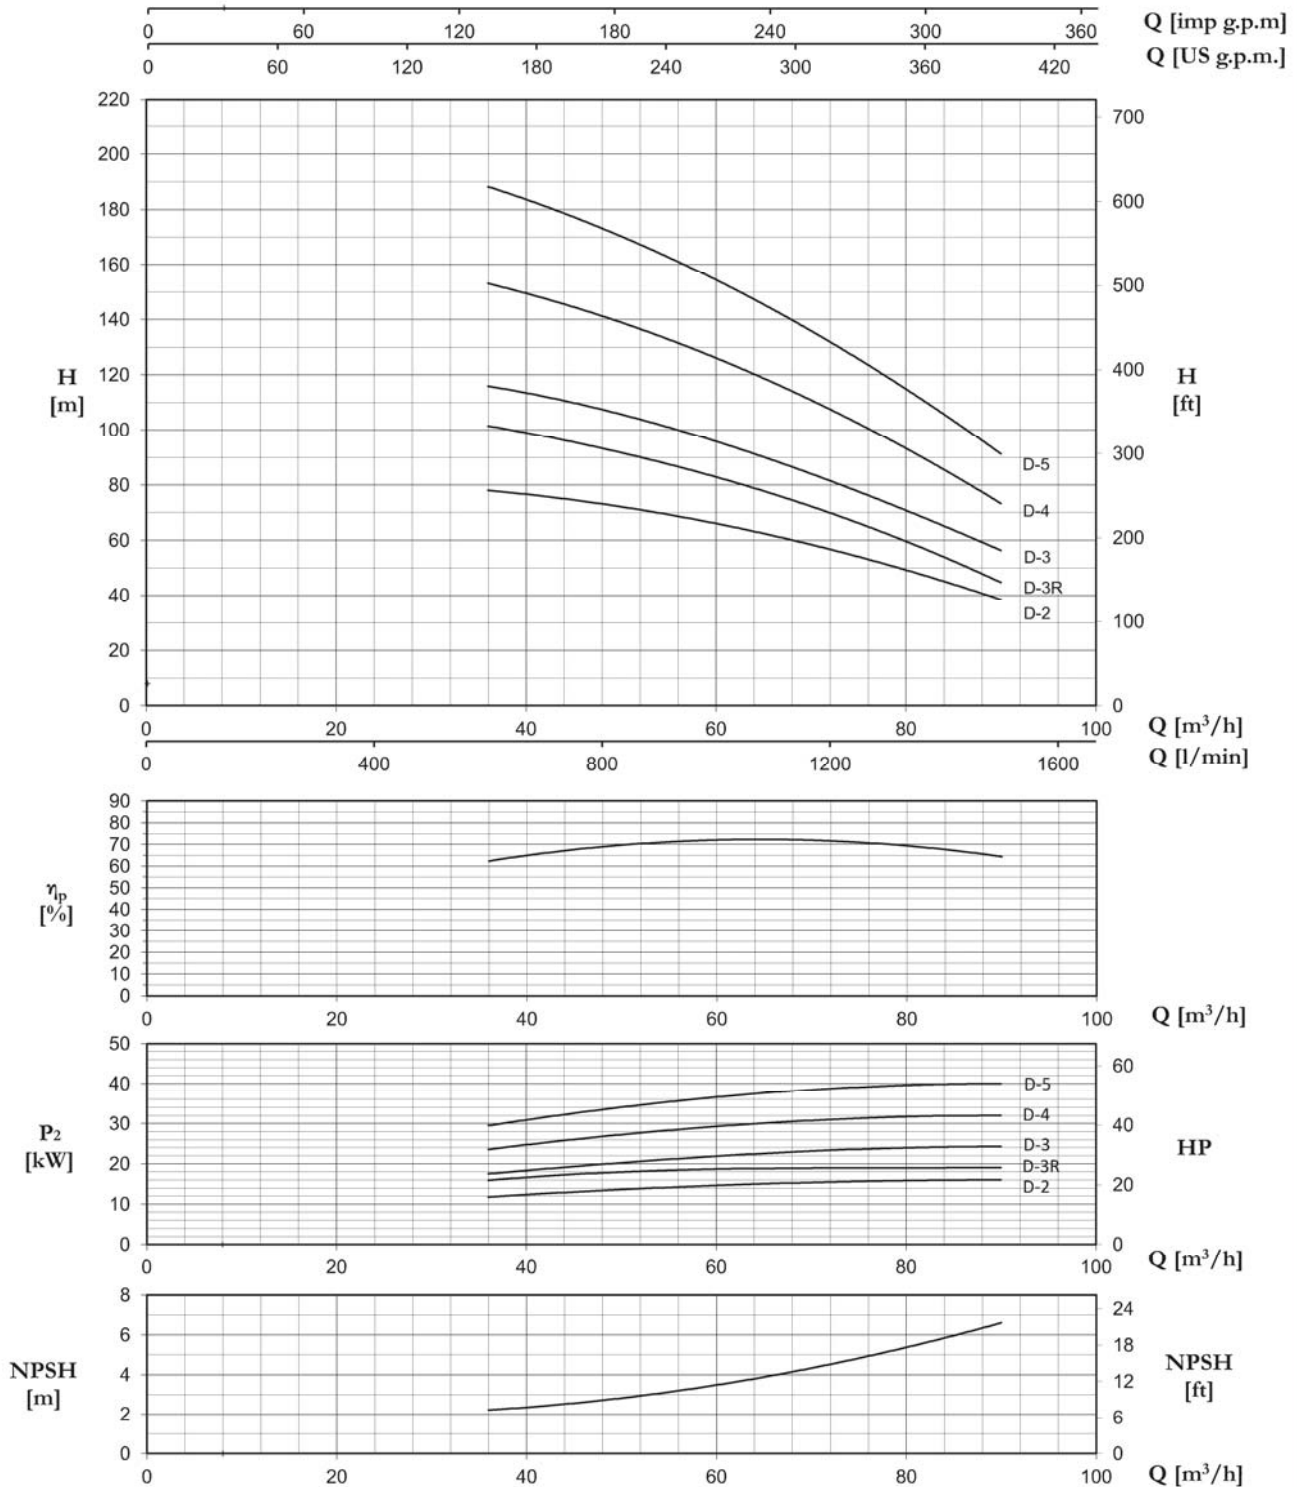 0 60 120 180 240 300 360 Q [imp g.p.m]
0 60 120 180 240 300 360 420 Q [US g.p.m.]
220
200
180
160
140
120
100
80
60
40
20
0
H
[m]
700
600
500
400
300
200
100
0
H
[ft]
D-5
D-4
D-3
D-3R
D-2
0 20 40 60 80 100 Q [m³/h]
0 400 800 1200 1600 Q [l/min]
90
80
70
60
50
40
30
20
10
0
ηp
[%]
0 20 40 60 80 100 Q [m³/h]
50
40
30
20
10
0
P2
[kW]
D-5
D-4
D-3
D-3R
D-2
60
40
20
0
HP
0 20 40 60 80 100 Q [m³/h]
8
6
4
2
0
NPSH
[m]
24
18
12
6
0
NPSH
[ft]
0 20 40 60 80 100 Q [m³/h]